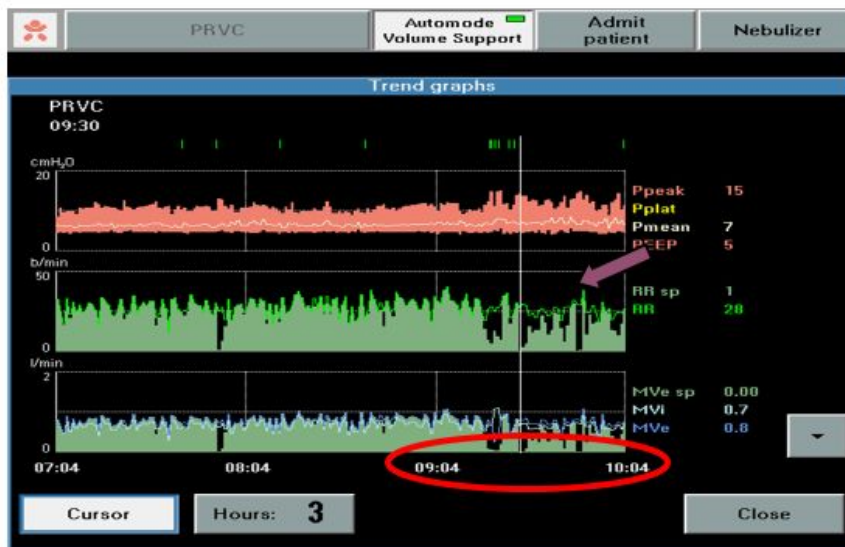 PRVC
Automode
Volume Support
Admit
patient
Nebulizer
Trend graphs
PRVC
09:30
cmH₂O
20
0
Ppeak 15
Pplat
Pmean 7
PEEP 5
b/min
50
0
RR sp 1
RR 28
l/min
2
0
MVe sp 0.00
MVi 0.7
MVe 0.8
07:04 08:04 09:04 10:04
Cursor
Hours: 3
Close